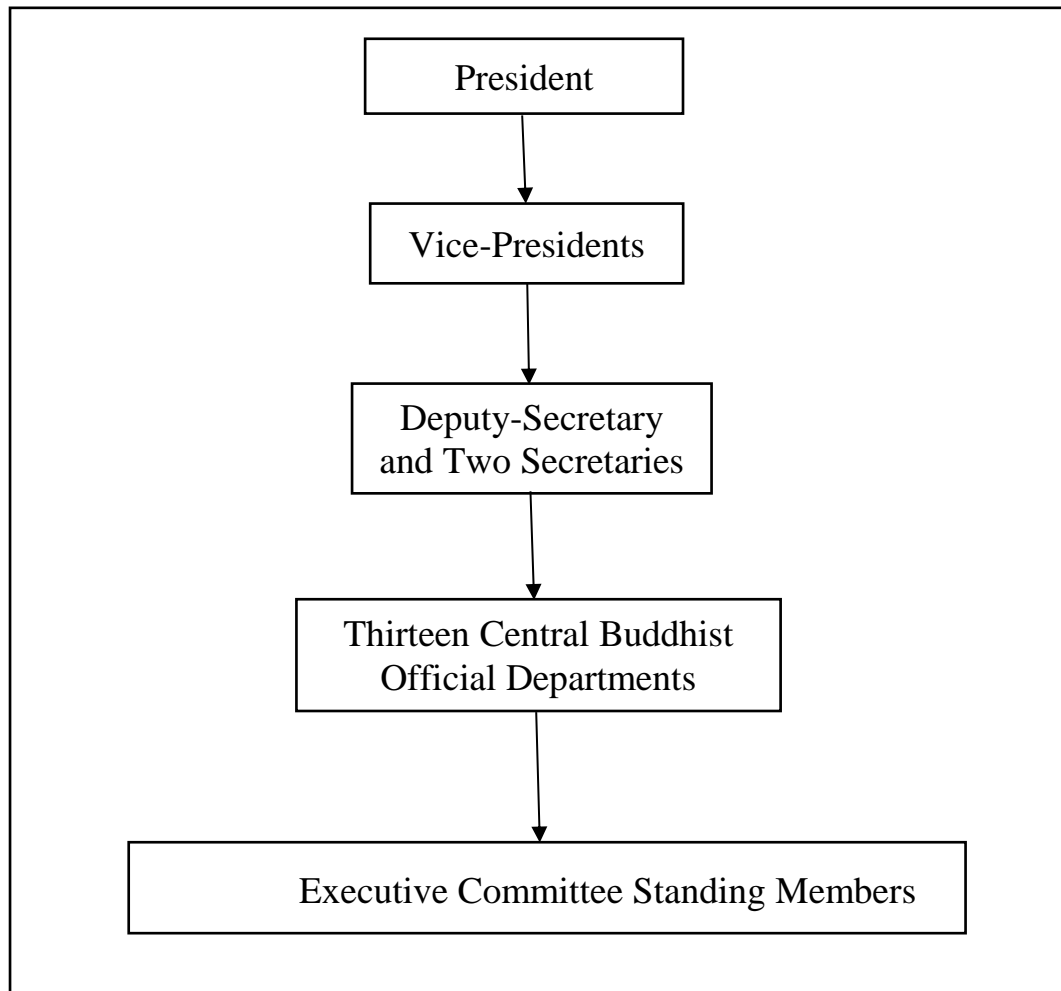 President
Vice-Presidents
Deputy-Secretary
and Two Secretaries
Thirteen Central Buddhist
Official Departments
Executive Committee Standing Members